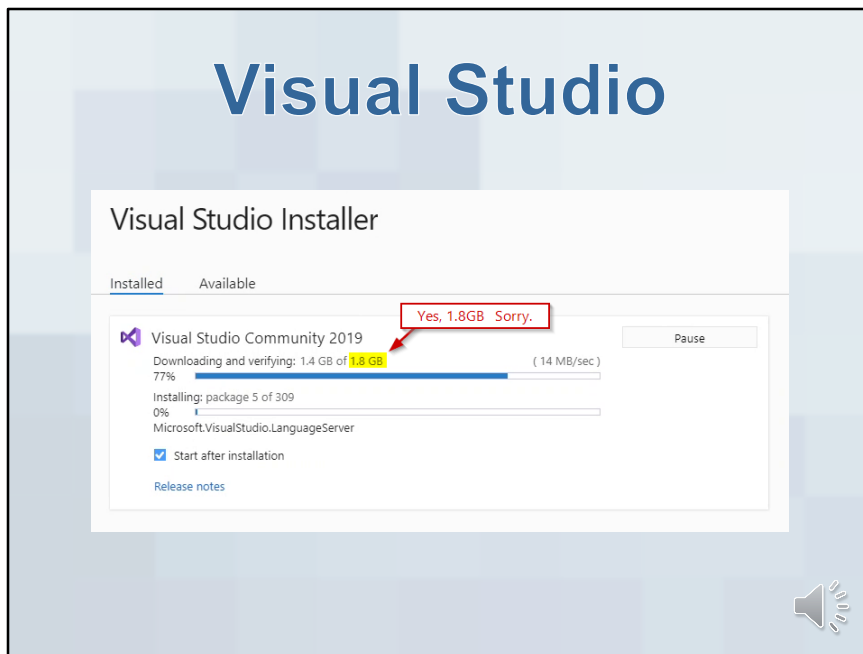 Visual Studio
Visual Studio Installer
Installed Available
Yes, 1.8GB Sorry.
Visual Studio Community 2019
Pause
Downloading and verifying: 1.4 GB of 1.8 GB ( 14 MB/sec )
77%
Installing: package 5 of 309
0%
Microsoft.VisualStudio.LanguageServer
Start after installation
Release notes